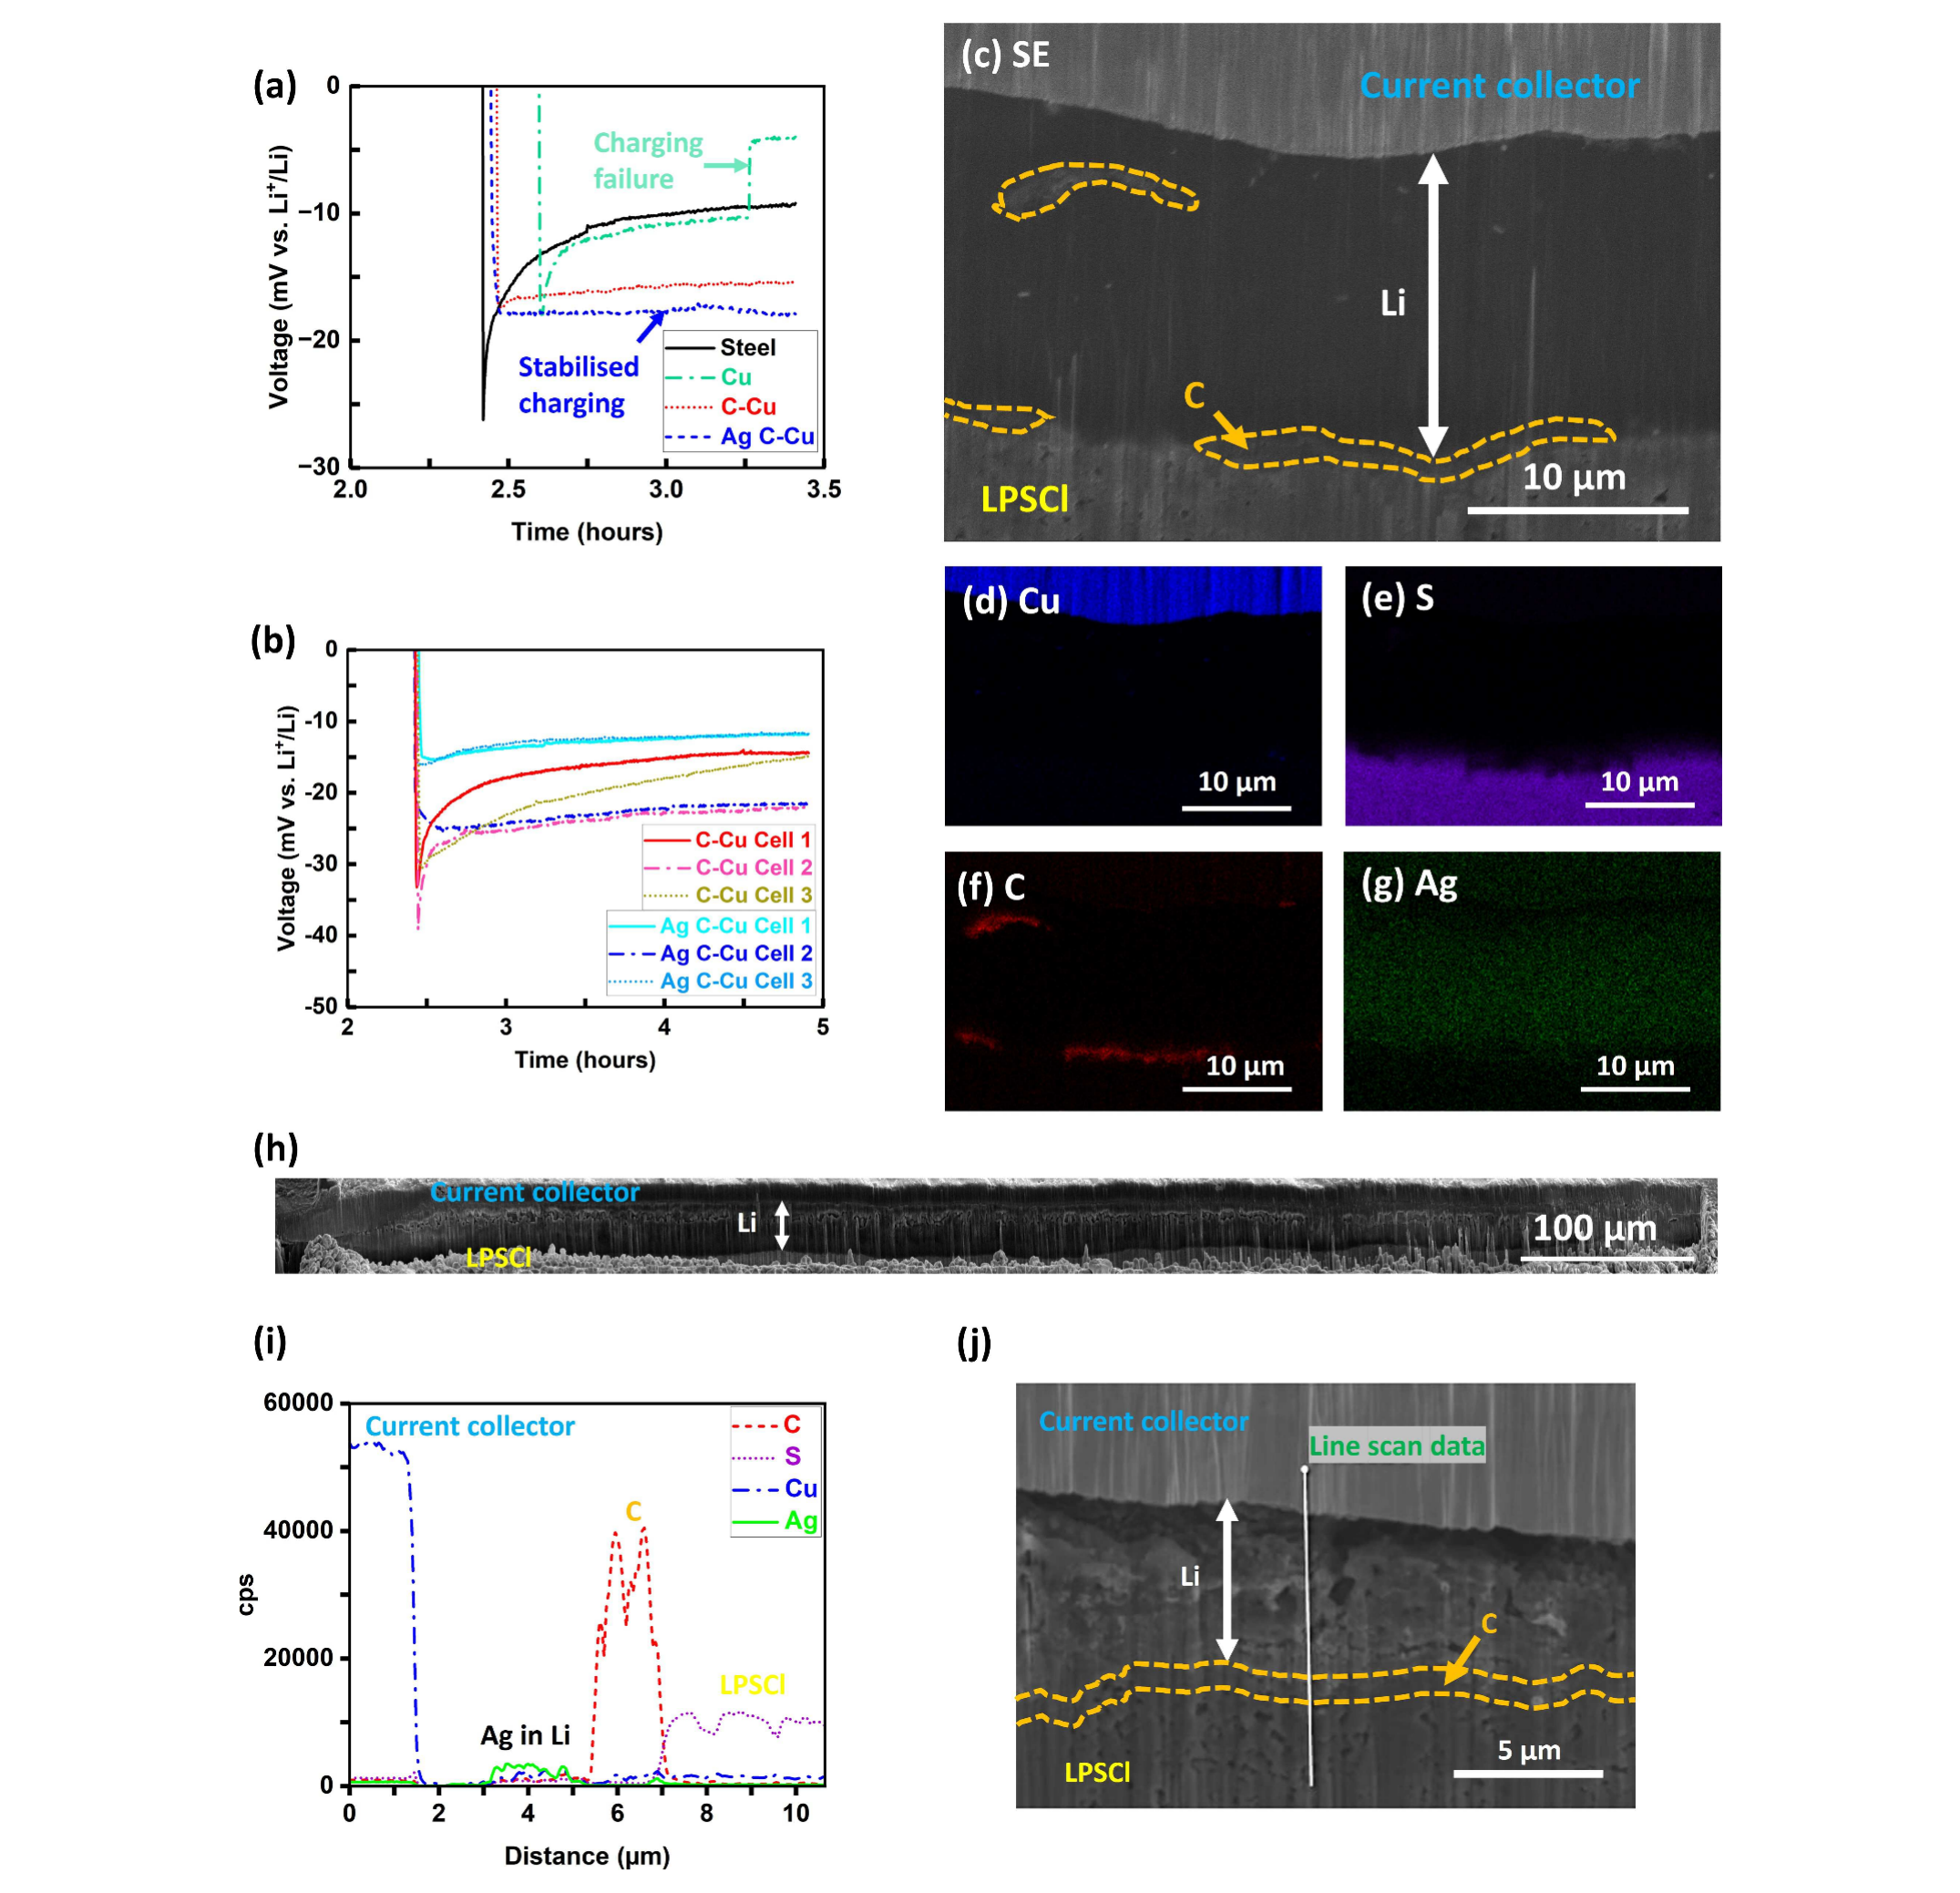 (a)
0
−10
−20
−30
2.0
2.5
3.0
3.5
Voltage (mV vs. Li⁺/Li)
Time (hours)
Charging
failure
Stabilised
charging
Steel
Cu
C-Cu
Ag C-Cu
(b)
0
-10
-20
-30
-40
-50
2
3
4
5
Voltage (mV vs. Li⁺/Li)
Time (hours)
C-Cu Cell 1
C-Cu Cell 2
C-Cu Cell 3
Ag C-Cu Cell 1
Ag C-Cu Cell 2
Ag C-Cu Cell 3
(c) SE
Current collector
Li
C
LPSCl
10 µm
(d) Cu
10 µm
(e) S
10 µm
(f) C
10 µm
(g) Ag
10 µm
(h)
Current collector
Li
LPSCl
100 µm
(i)
60000
40000
20000
0
0
2
4
6
8
10
cps
Distance (µm)
Current collector
C
Ag in Li
LPSCl
C
S
Cu
Ag
(j)
Current collector
Line scan data
Li
C
LPSCl
5 µm